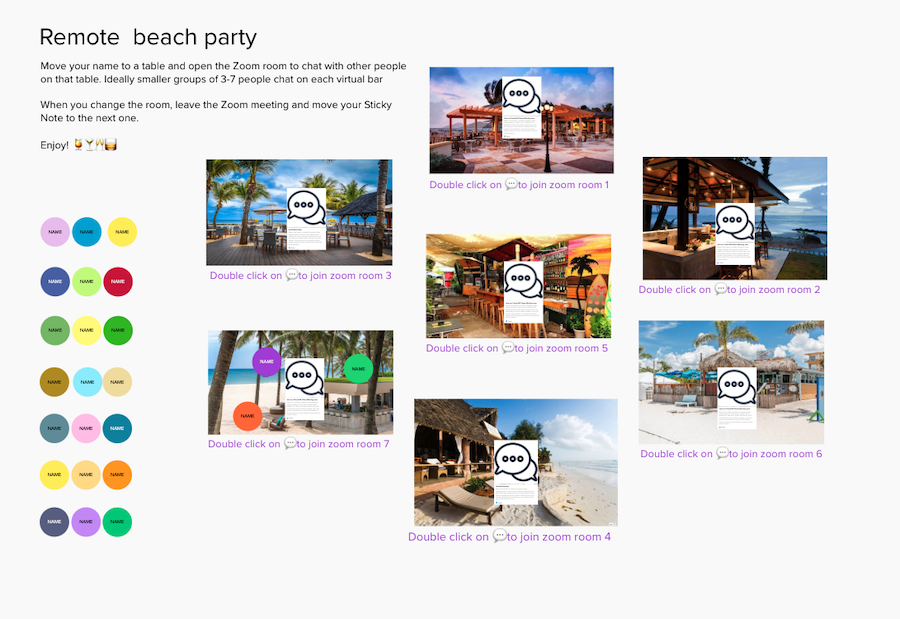 Remote beach party
Move your name to a table and open the Zoom room to chat with other people
on that table. Ideally smaller groups of 3-7 people chat on each virtual bar
When you change the room, leave the Zoom meeting and move your Sticky
Note to the next one.
Enjoy!
Double click on 💬to join zoom room 1
Double click on 💬to join zoom room 3
Double click on 💬to join zoom room 2
Double click on 💬to join zoom room 5
Double click on 💬to join zoom room 7
Double click on 💬to join zoom room 6
Double click on 💬to join zoom room 4
NAME NAME NAME
NAME NAME NAME
NAME NAME NAME
NAME NAME NAME
NAME NAME NAME
NAME NAME NAME
NAME NAME NAME
NAME
NAME
NAME